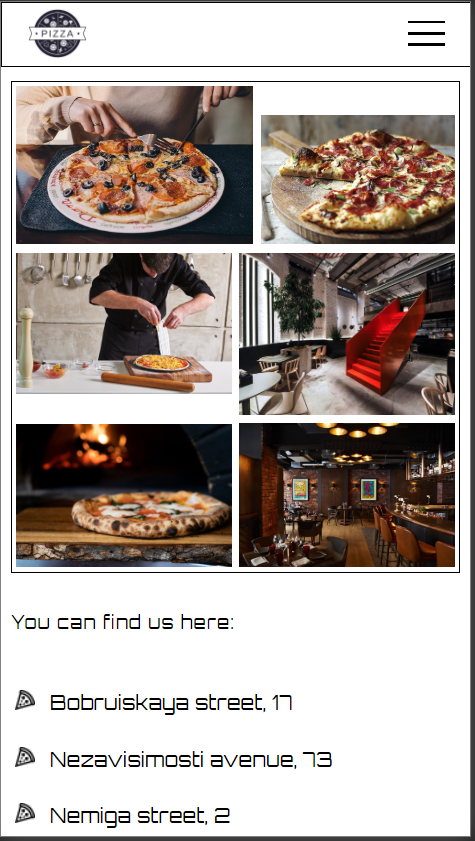 PIZZA
You can find us here:
Bobruiskaya street, 17
Nezavisimosti avenue, 73
Nemiga street, 2